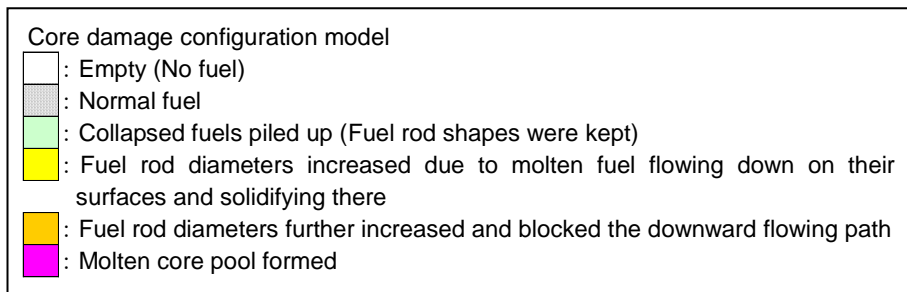 Core damage configuration model
: Empty (No fuel)
: Normal fuel
: Collapsed fuels piled up (Fuel rod shapes were kept)
: Fuel rod diameters increased due to molten fuel flowing down on their
surfaces and solidifying there
: Fuel rod diameters further increased and blocked the downward flowing path
: Molten core pool formed